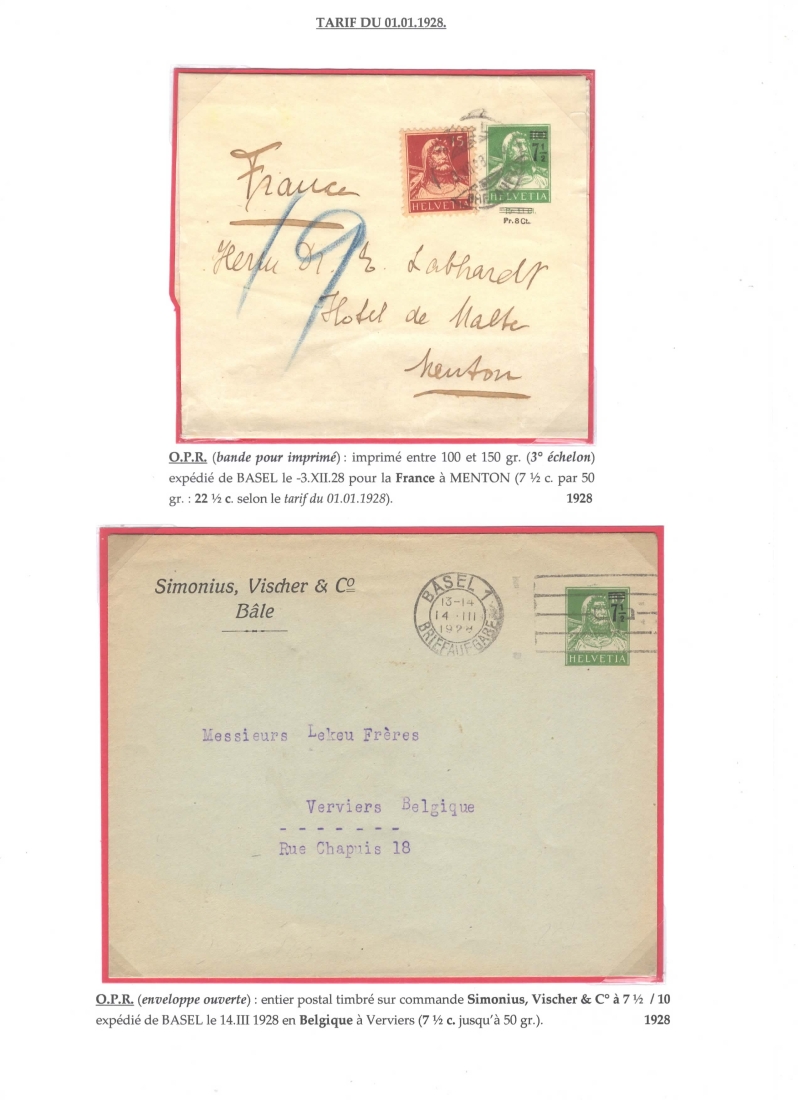 TARIF DU 01.01.1928.
France
15
HELVETIA
7½
HELVETIA
Pr. 8 Ct.
19
Herrn Dr. E. Labhardt
Hotel de Malte
Menton
O.P.R. (bande pour imprimé) : imprimé entre 100 et 150 gr. (3° échelon)
expédié de BASEL le -3.XII.28 pour la France à MENTON (7 ½ c. par 50
gr. : 22 ½ c. selon le tarif du 01.01.1928). 1928
Simonius, Vischer & Cº
Bâle
BASEL 1
13-14
14 III
1928
BRIEFAUFGABE
7½
HELVETIA
Messieurs Lekeu Frères
Verviers Belgique
- - - - - - -
Rue Chapuis 18
O.P.R. (enveloppe ouverte) : entier postal timbré sur commande Simonius, Vischer & C° à 7 ½ / 10
expédié de BASEL le 14.III 1928 en Belgique à Verviers (7 ½ c. jusqu'à 50 gr.). 1928